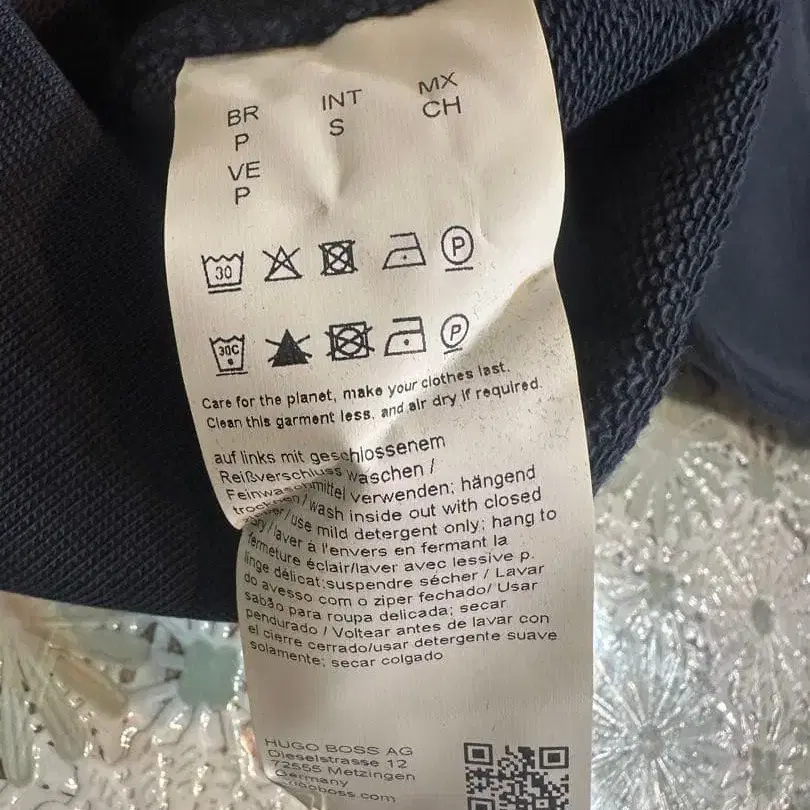 BR INT MX
P S CH
VE
P
30 P
30C P
Care for the planet, make your clothes last.
Clean this garment less, and air dry if required.
auf links mit geschlossenem
Reißverschluss waschen /
Feinwaschmittel verwenden; hängend
trocknen/wash inside out with closed
/use mild detergent only; hang to
dry/laver à l'envers en fermant la
fermeture éclair/laver avec lessive p.
linge délicat;suspendre sécher / Lavar
do avesso com o ziper fechado/ Usar
sabão para roupa delicada; secar
pendurado / Voltear antes de lavar con
el cierre cerrado/usar detergente suave
solamente; secar colgado
HUGO BOSS AG
Dieselstrasse 12
72555 Metzingen
Germany